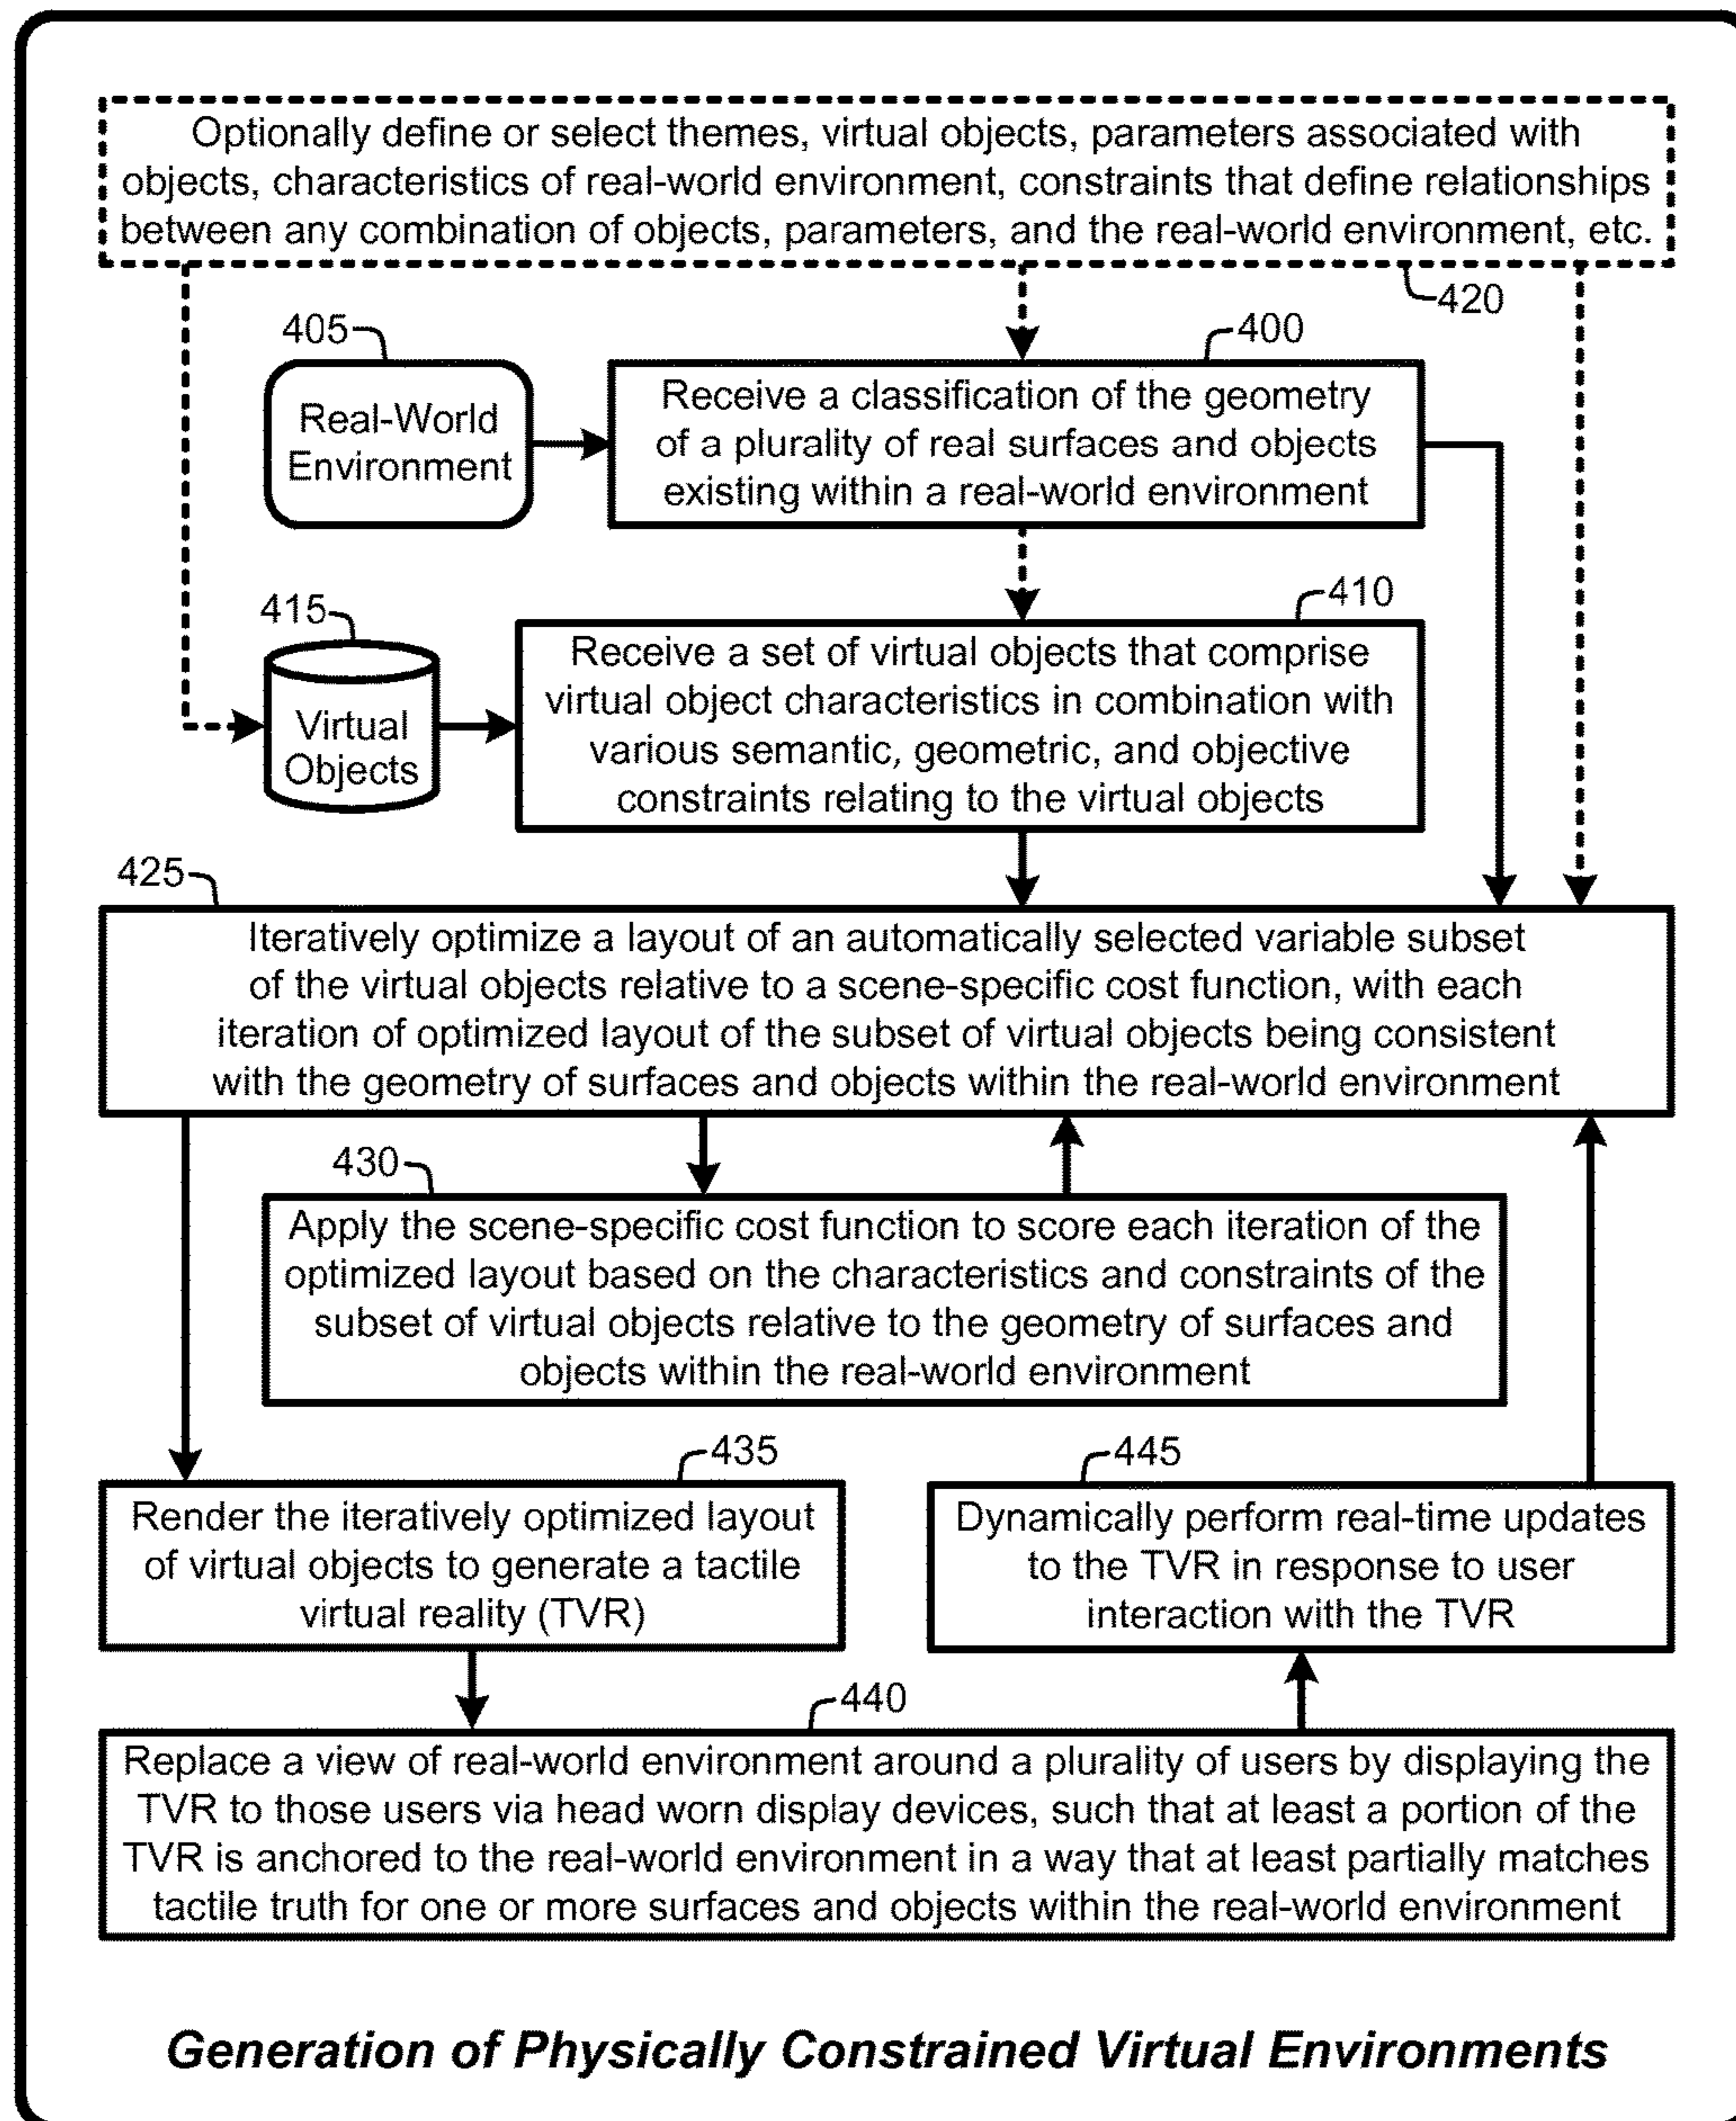 Optionally define or select themes, virtual objects, parameters associated with
objects, characteristics of real-world environment, constraints that define relationships
between any combination of objects, parameters, and the real-world environment, etc.
420
405
400
Real-World
Environment
Receive a classification of the geometry
of a plurality of real surfaces and objects
existing within a real-world environment
415
410
Virtual
Objects
Receive a set of virtual objects that comprise
virtual object characteristics in combination with
various semantic, geometric, and objective
constraints relating to the virtual objects
425
Iteratively optimize a layout of an automatically selected variable subset
of the virtual objects relative to a scene-specific cost function, with each
iteration of optimized layout of the subset of virtual objects being consistent
with the geometry of surfaces and objects within the real-world environment
430
Apply the scene-specific cost function to score each iteration of the
optimized layout based on the characteristics and constraints of the
subset of virtual objects relative to the geometry of surfaces and
objects within the real-world environment
435
445
Render the iteratively optimized layout
of virtual objects to generate a tactile
virtual reality (TVR)
Dynamically perform real-time updates
to the TVR in response to user
interaction with the TVR
440
Replace a view of real-world environment around a plurality of users by displaying the
TVR to those users via head worn display devices, such that at least a portion of the
TVR is anchored to the real-world environment in a way that at least partially matches
tactile truth for one or more surfaces and objects within the real-world environment
Generation of Physically Constrained Virtual Environments